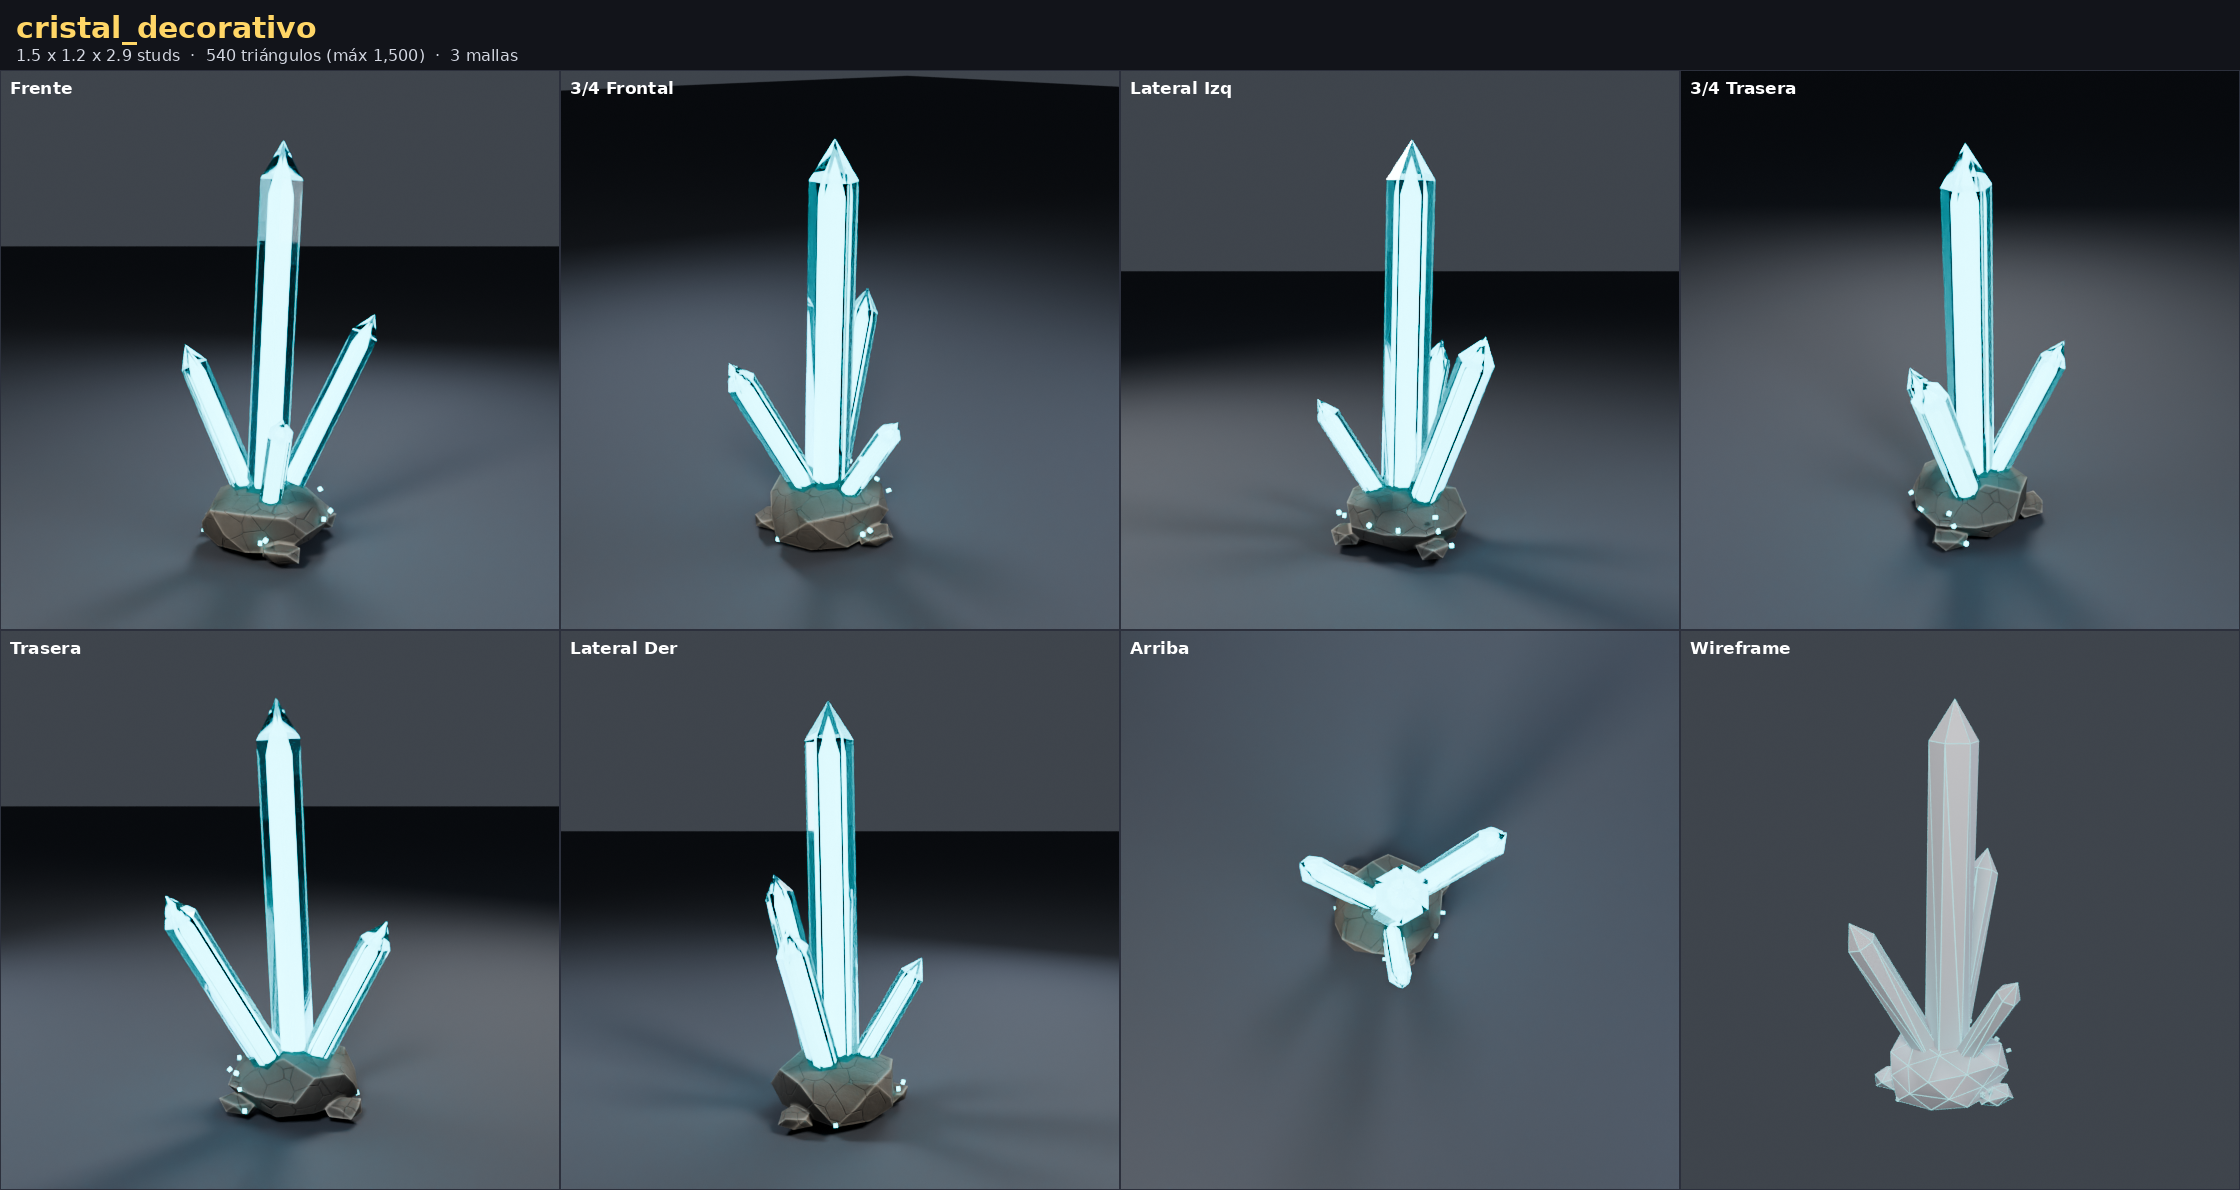 cristal_decorativo
1.5 x 1.2 x 2.9 studs · 540 triángulos (máx 1,500) · 3 mallas
Frente
3/4 Frontal
Lateral Izq
3/4 Trasera
Trasera
Lateral Der
Arriba
Wireframe